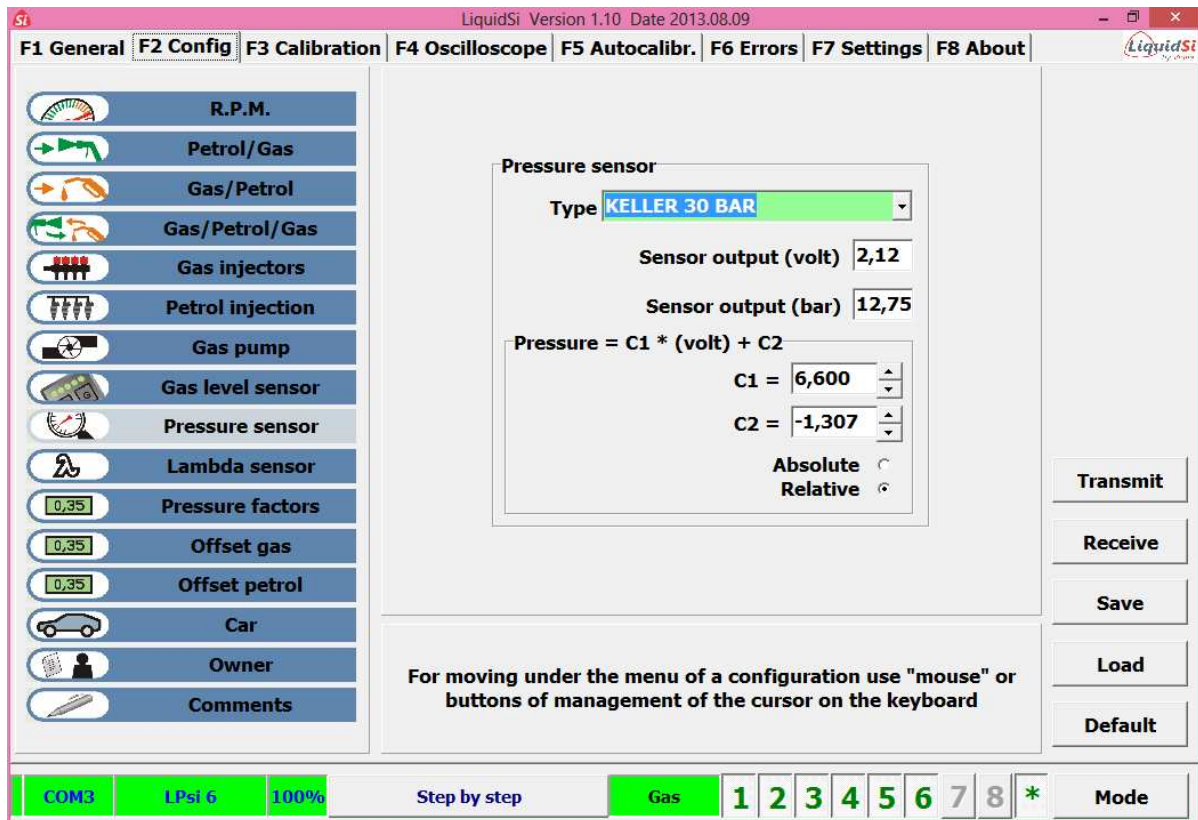 Si
LiquidSi Version 1.10 Date 2013.08.09
F1 General F2 Config F3 Calibration F4 Oscilloscope F5 Autocalibr. F6 Errors F7 Settings F8 About
LiquidSi
R.P.M.
Petrol/Gas
Gas/Petrol
Gas/Petrol/Gas
Gas injectors
Petrol injection
Gas pump
Gas level sensor
Pressure sensor
Lambda sensor
0,35 Pressure factors
0,35 Offset gas
0,35 Offset petrol
Car
Owner
Comments
Pressure sensor
Type KELLER 30 BAR
Sensor output (volt) 2,12
Sensor output (bar) 12,75
Pressure = C1 * (volt) + C2
C1 = 6,600
C2 = -1,307
Absolute
Relative
For moving under the menu of a configuration use "mouse" or
buttons of management of the cursor on the keyboard
Transmit
Receive
Save
Load
Default
COM3 LPsi 6 100% Step by step Gas 1 2 3 4 5 6 7 8 * Mode